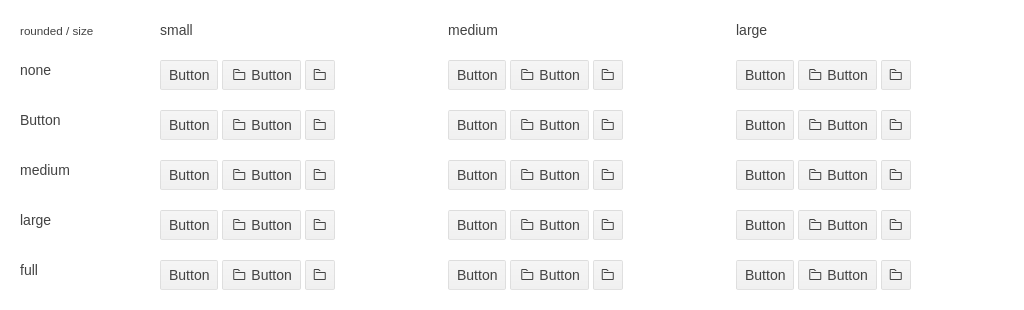 rounded / size small medium large
none Button Button Button Button Button Button
Button Button Button Button Button Button Button
medium Button Button Button Button Button Button
large Button Button Button Button Button Button
full Button Button Button Button Button Button